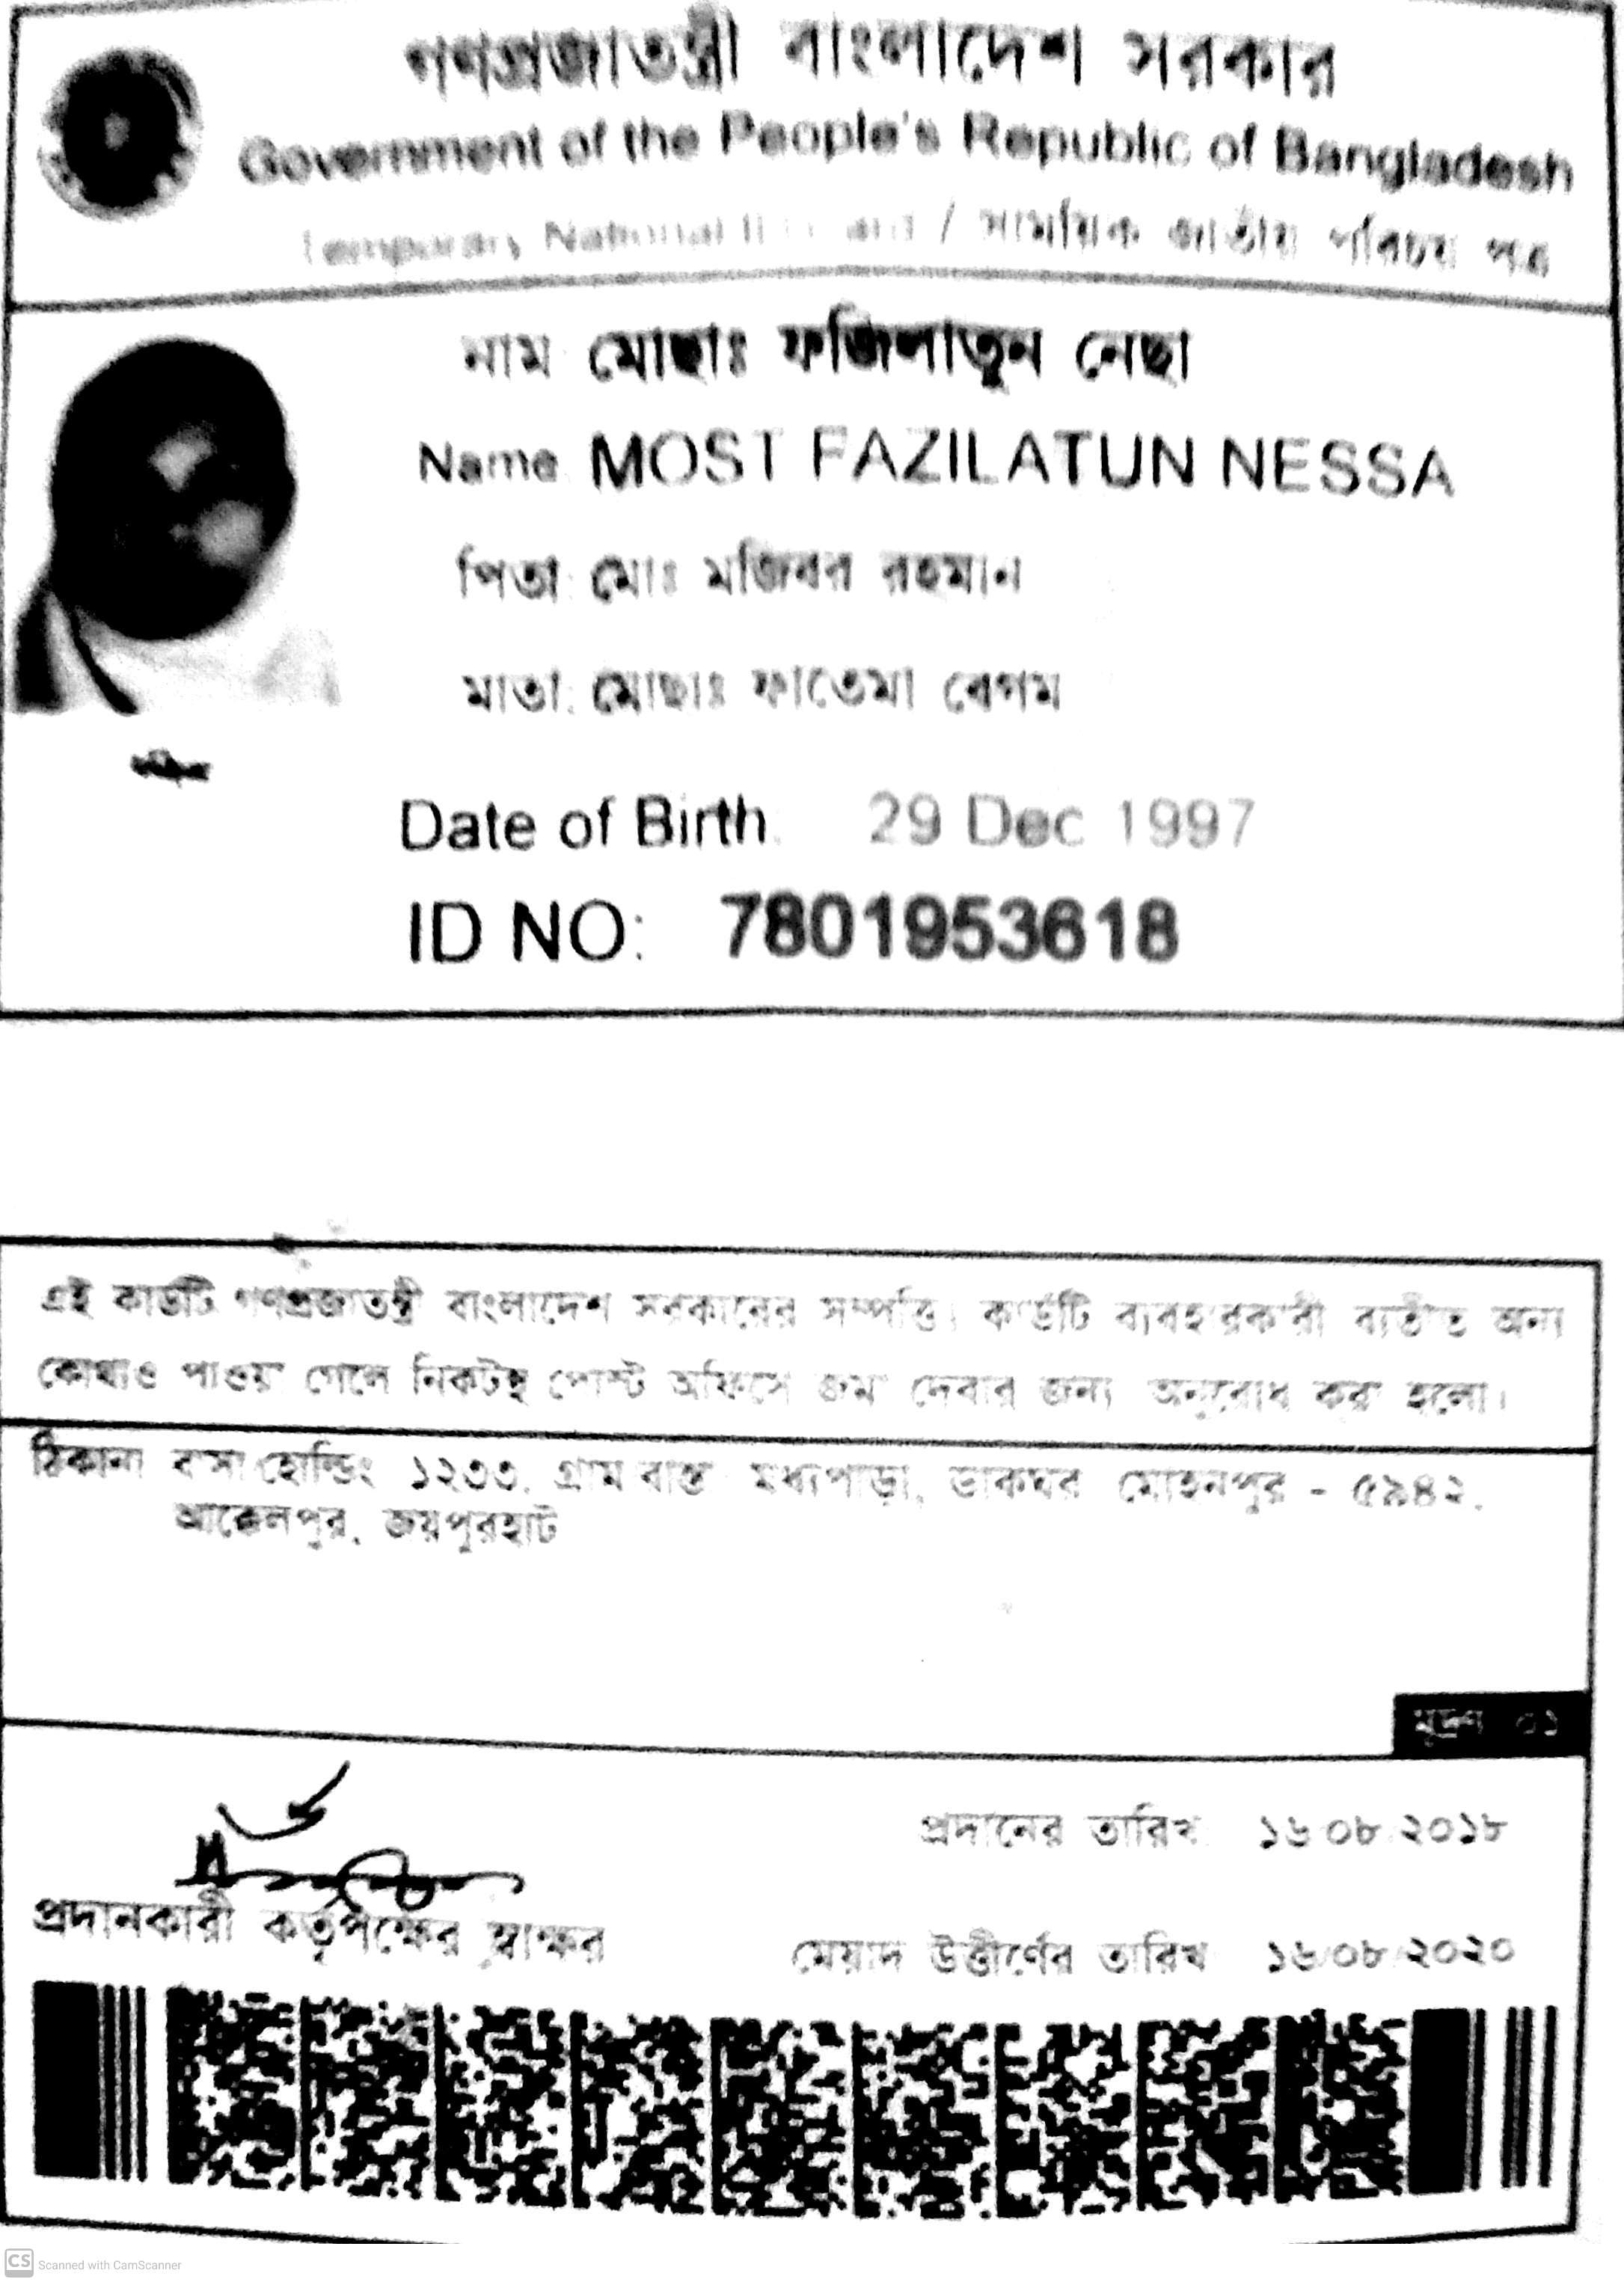 গণপ্রজাতন্ত্রী বাংলাদেশ সরকার
Government of the People's Republic of Bangladesh
Temporary National ID Card / সাময়িক জাতীয় পরিচয় পত্র
নাম: মোছাঃ ফজিলাতুন নেছা
Name: MOST FAZILATUN NESSA
পিতা: মোঃ মজিবর রহমান
মাতা: মোছাঃ ফাতেমা বেগম
Date of Birth: 29 Dec 1997
ID NO: 7801953618
এই কার্ডটি গণপ্রজাতন্ত্রী বাংলাদেশ সরকারের সম্পত্তি। কার্ডটি ব্যবহারকারী ব্যতীত অন্য
কোথাও পাওয়া গেলে নিকটস্থ পোস্ট অফিসে জমা দেবার জন্য অনুরোধ করা হলো।
ঠিকানা: বাসা/হোল্ডিং: ১২৩৩, গ্রাম/রাস্তা: মধ্যপাড়া, ডাকঘর: মোহনপুর - ৫৯৪২,
আক্কেলপুর, জয়পুরহাট
মুদ্রণ: ০১
প্রদানের তারিখ: ১৬/০৮/২০১৮
প্রদানকারী কর্তৃপক্ষের স্বাক্ষর
মেয়াদ উত্তীর্ণের তারিখ: ১৬/০৮/২০২০
CS Scanned with CamScanner